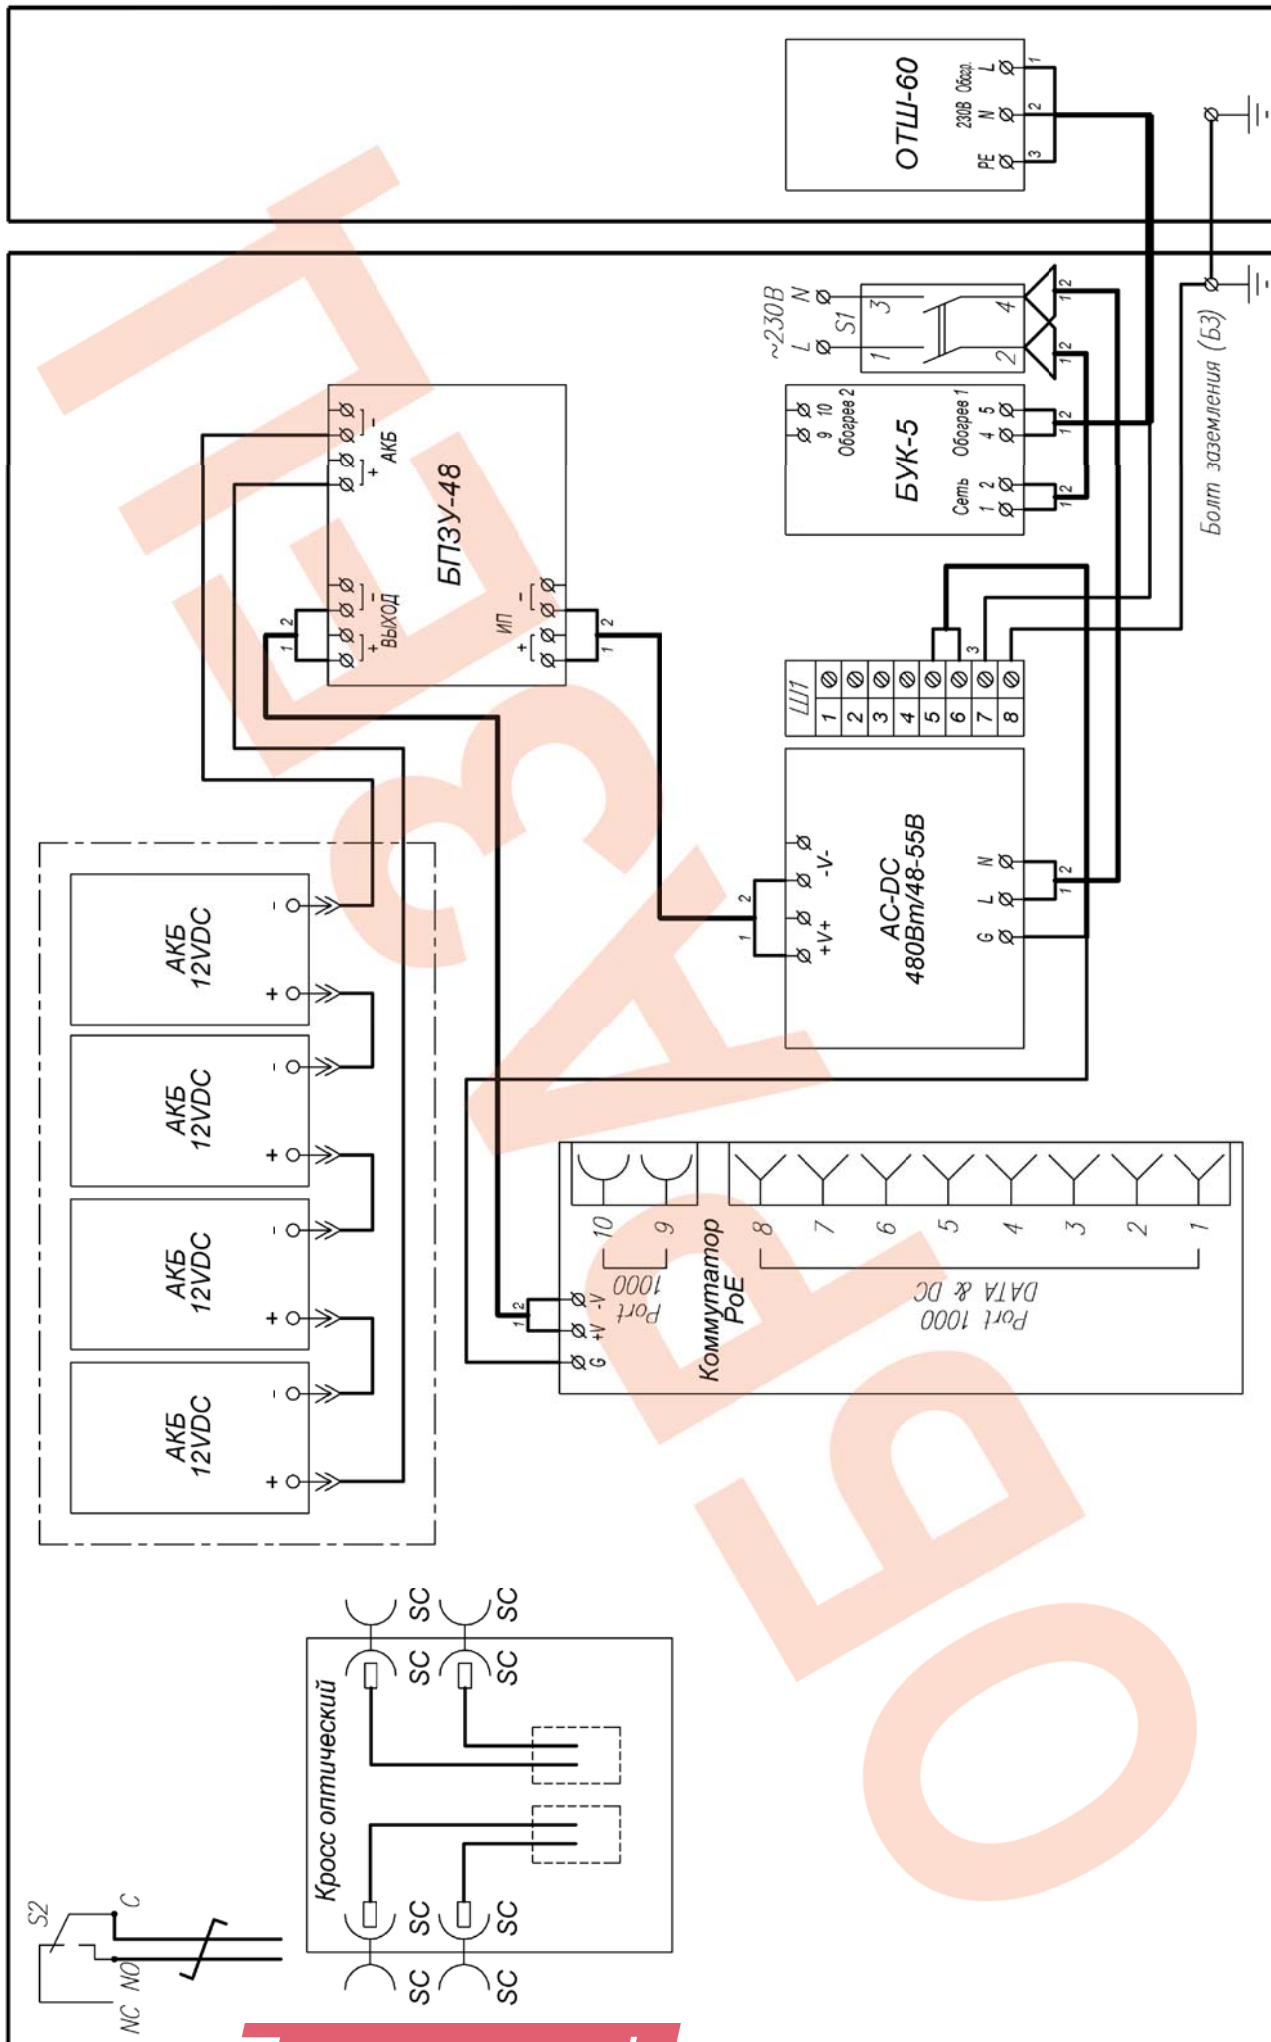 S2
NC NO C
Кросс оптический
SC SC
SC SC
SC SC
SC SC
АКБ
12VDC
+ -
АКБ
12VDC
+ -
АКБ
12VDC
+ -
АКБ
12VDC
+ -
БПЗУ-48
1 2
+ -
ВЫХОД
+ -
АКБ
ИП
+ -
1 2
Коммутатор
PoE
G +V -V
1 2
Port
1000
10
9
8
7
6
5
4
3
2
1
Port 1000
DATA & DC
AC-DC
480Вт/48-55В
1 2
+V+ -V-
G L N
1 2
Ш1
1
2
3
4
5
6
7
8
3
БУК-5
9 10
Обогрев 2
Сеть
1 2
Обогрев 1
4 5
1 2
1 2
~230В
L N
S1
1 3
2 4
1 2
1 2
Болт заземления (БЗ)
ОТШ-60
230В Обогр.
PE N L
3 2 1
ОБРАЗЕЦ